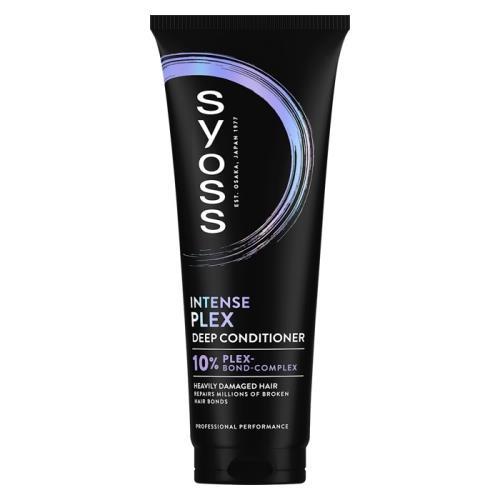 SYOSS
EST. OSAKA, JAPAN 1977
INTENSE
PLEX
DEEP CONDITIONER
10% PLEX-
BOND-COMPLEX
HEAVILY DAMAGED HAIR
REPAIRS MILLIONS OF BROKEN
HAIR BONDS
PROFESSIONAL PERFORMANCE